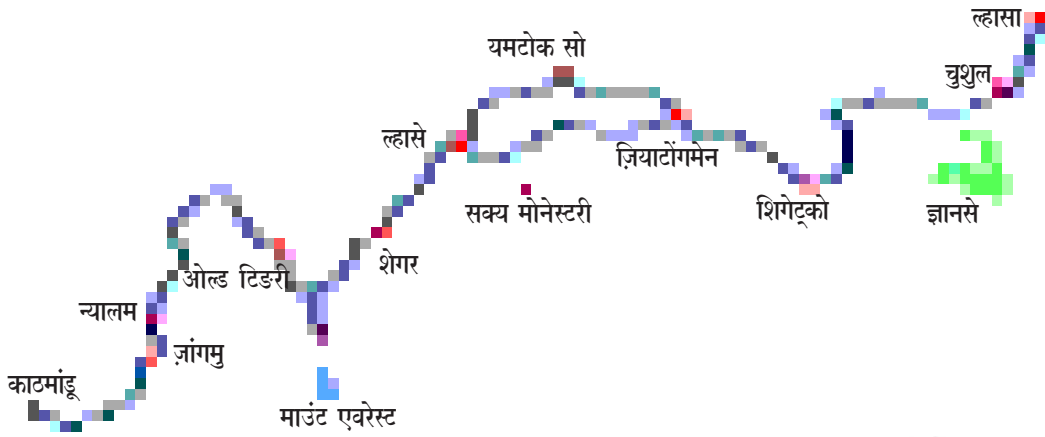 ल्हासा
यमटोक सो
चुशुल
ल्हासे
ज़ियाटोंगमेन
सक्य मोनेस्टरी
शिगेट्को
ज्ञानसे
शेगर
ओल्ड टिङरी
न्यालम
ज़ांगमु
काठमांडू
माउंट एवरेस्ट